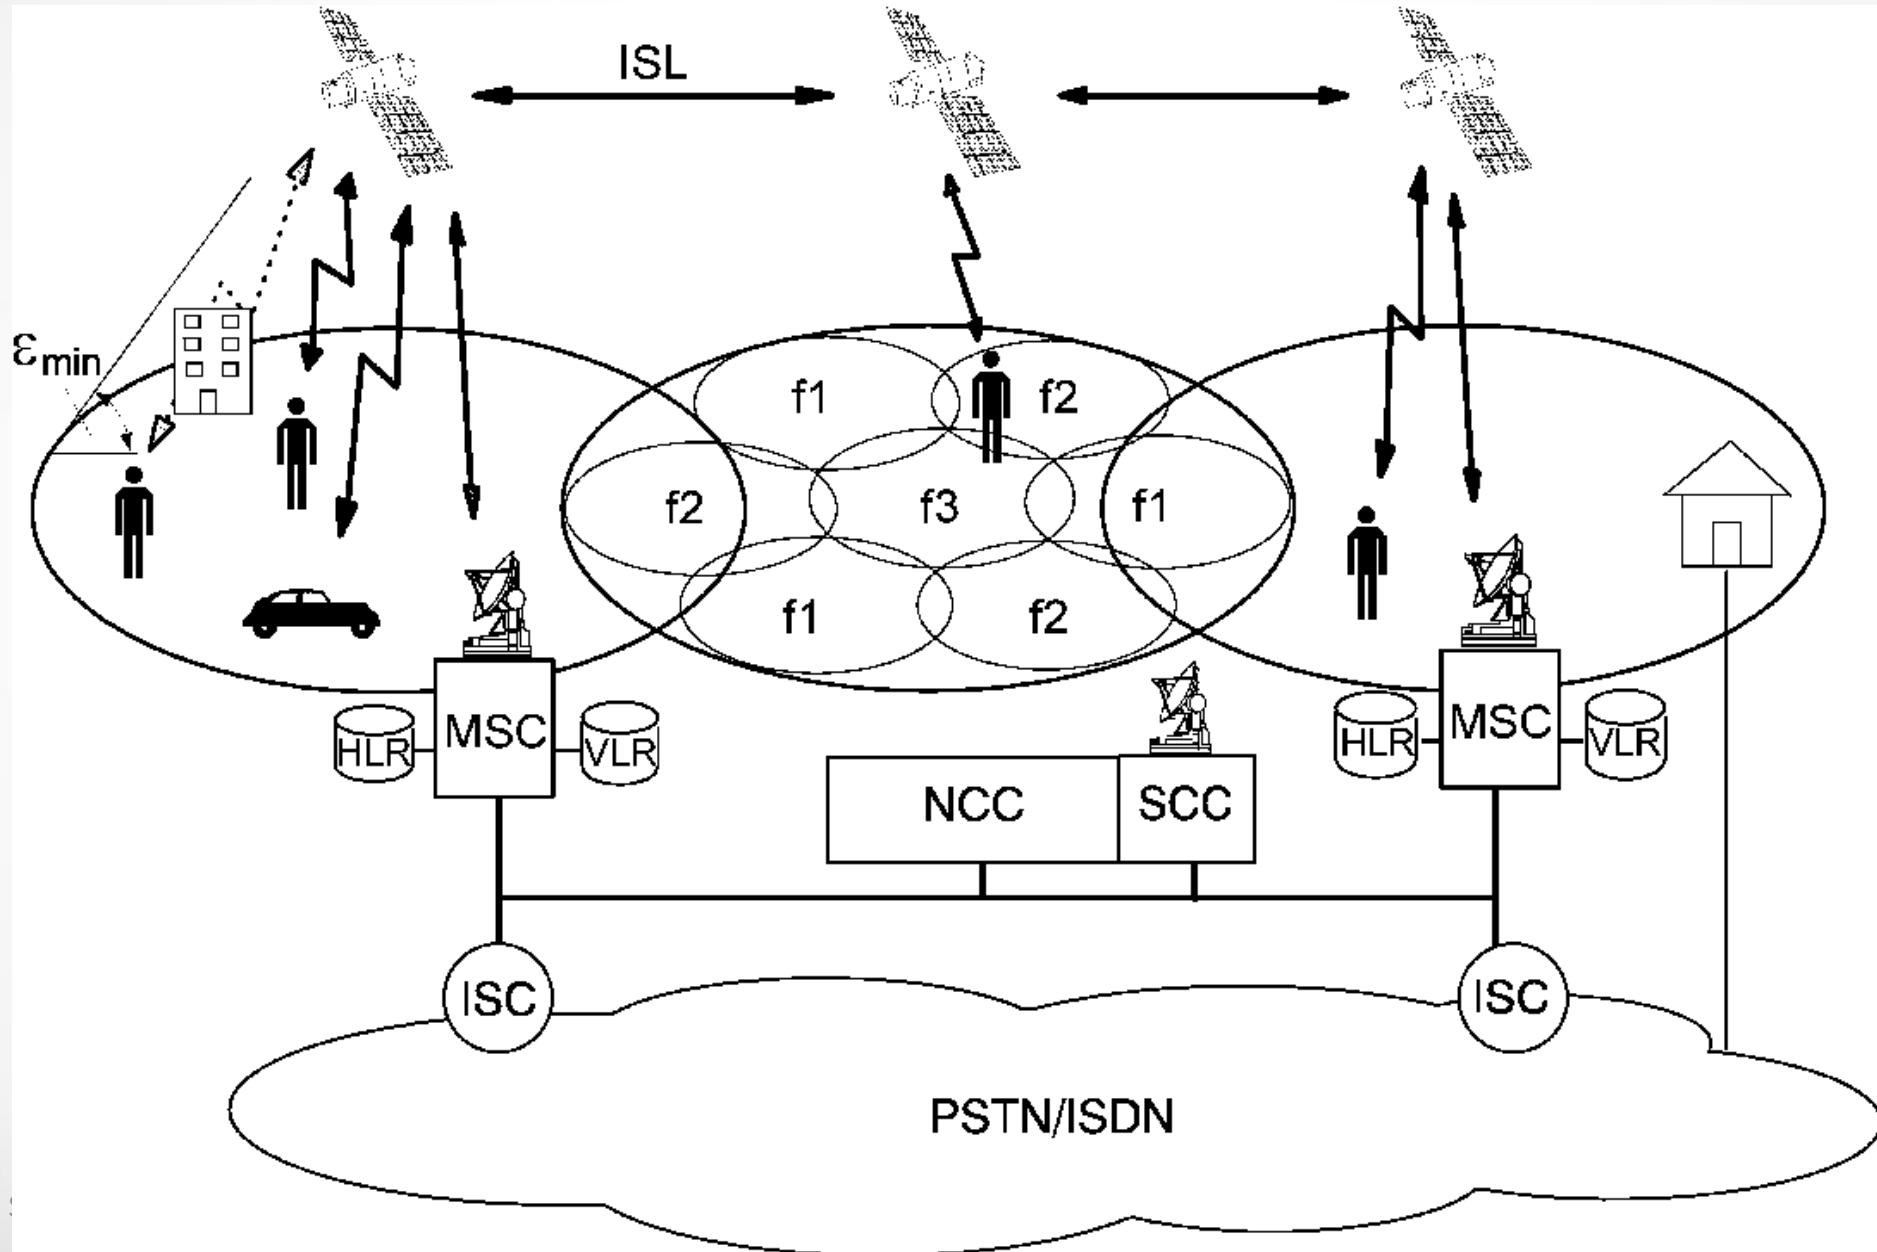 ISL
εmin
f1
f2
f2
f3
f1
f1
f2
HLR
MSC
VLR
HLR
MSC
VLR
NCC
SCC
ISC
ISC
PSTN/ISDN